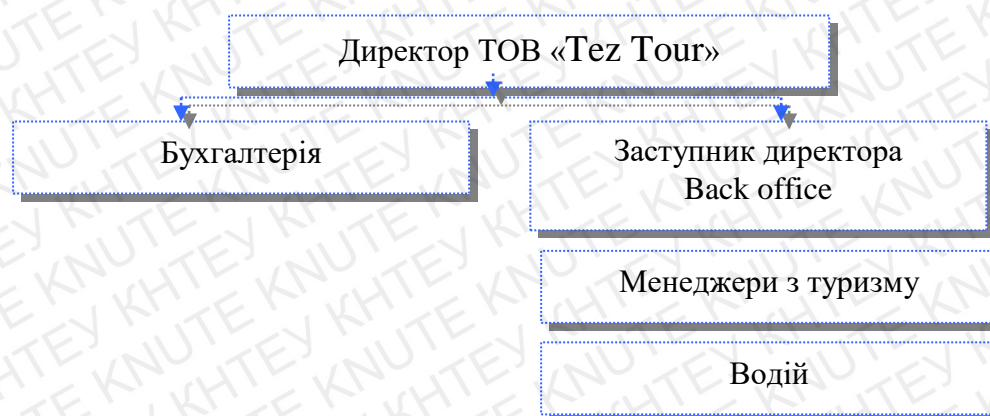 Директор ТОВ «Tez Tour»
Бухгалтерія
Заступник директора
Back office
Менеджери з туризму
Водій